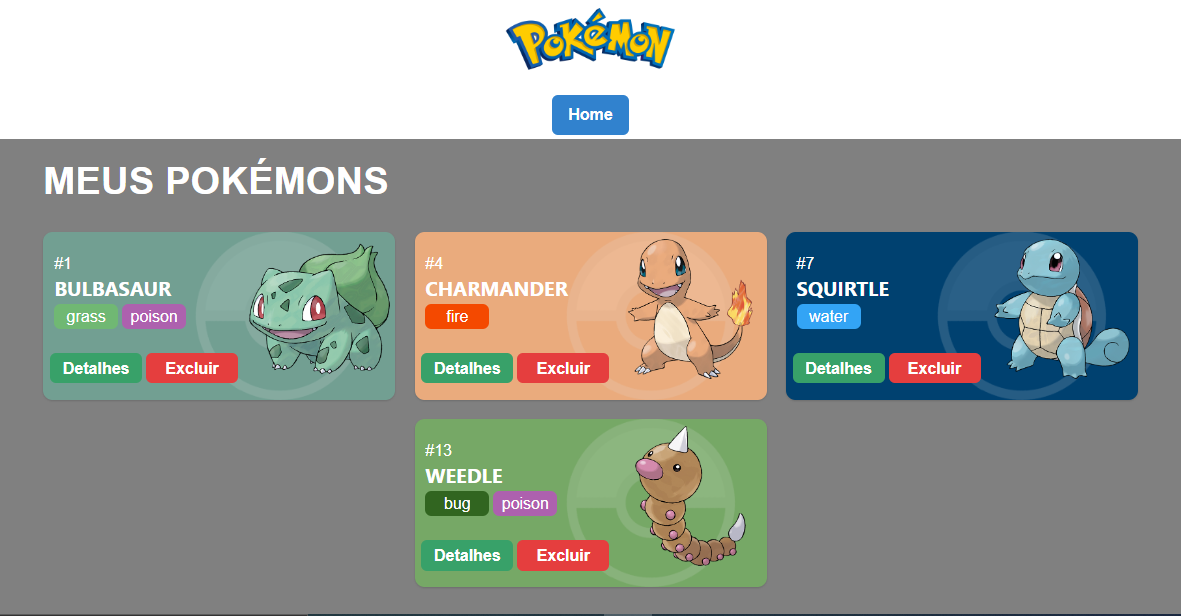 POKÉMON
Home
MEUS POKÉMONS
#1
BULBASAUR
grass poison
Detalhes Excluir
#4
CHARMANDER
fire
Detalhes Excluir
#7
SQUIRTLE
water
Detalhes Excluir
#13
WEEDLE
bug poison
Detalhes Excluir